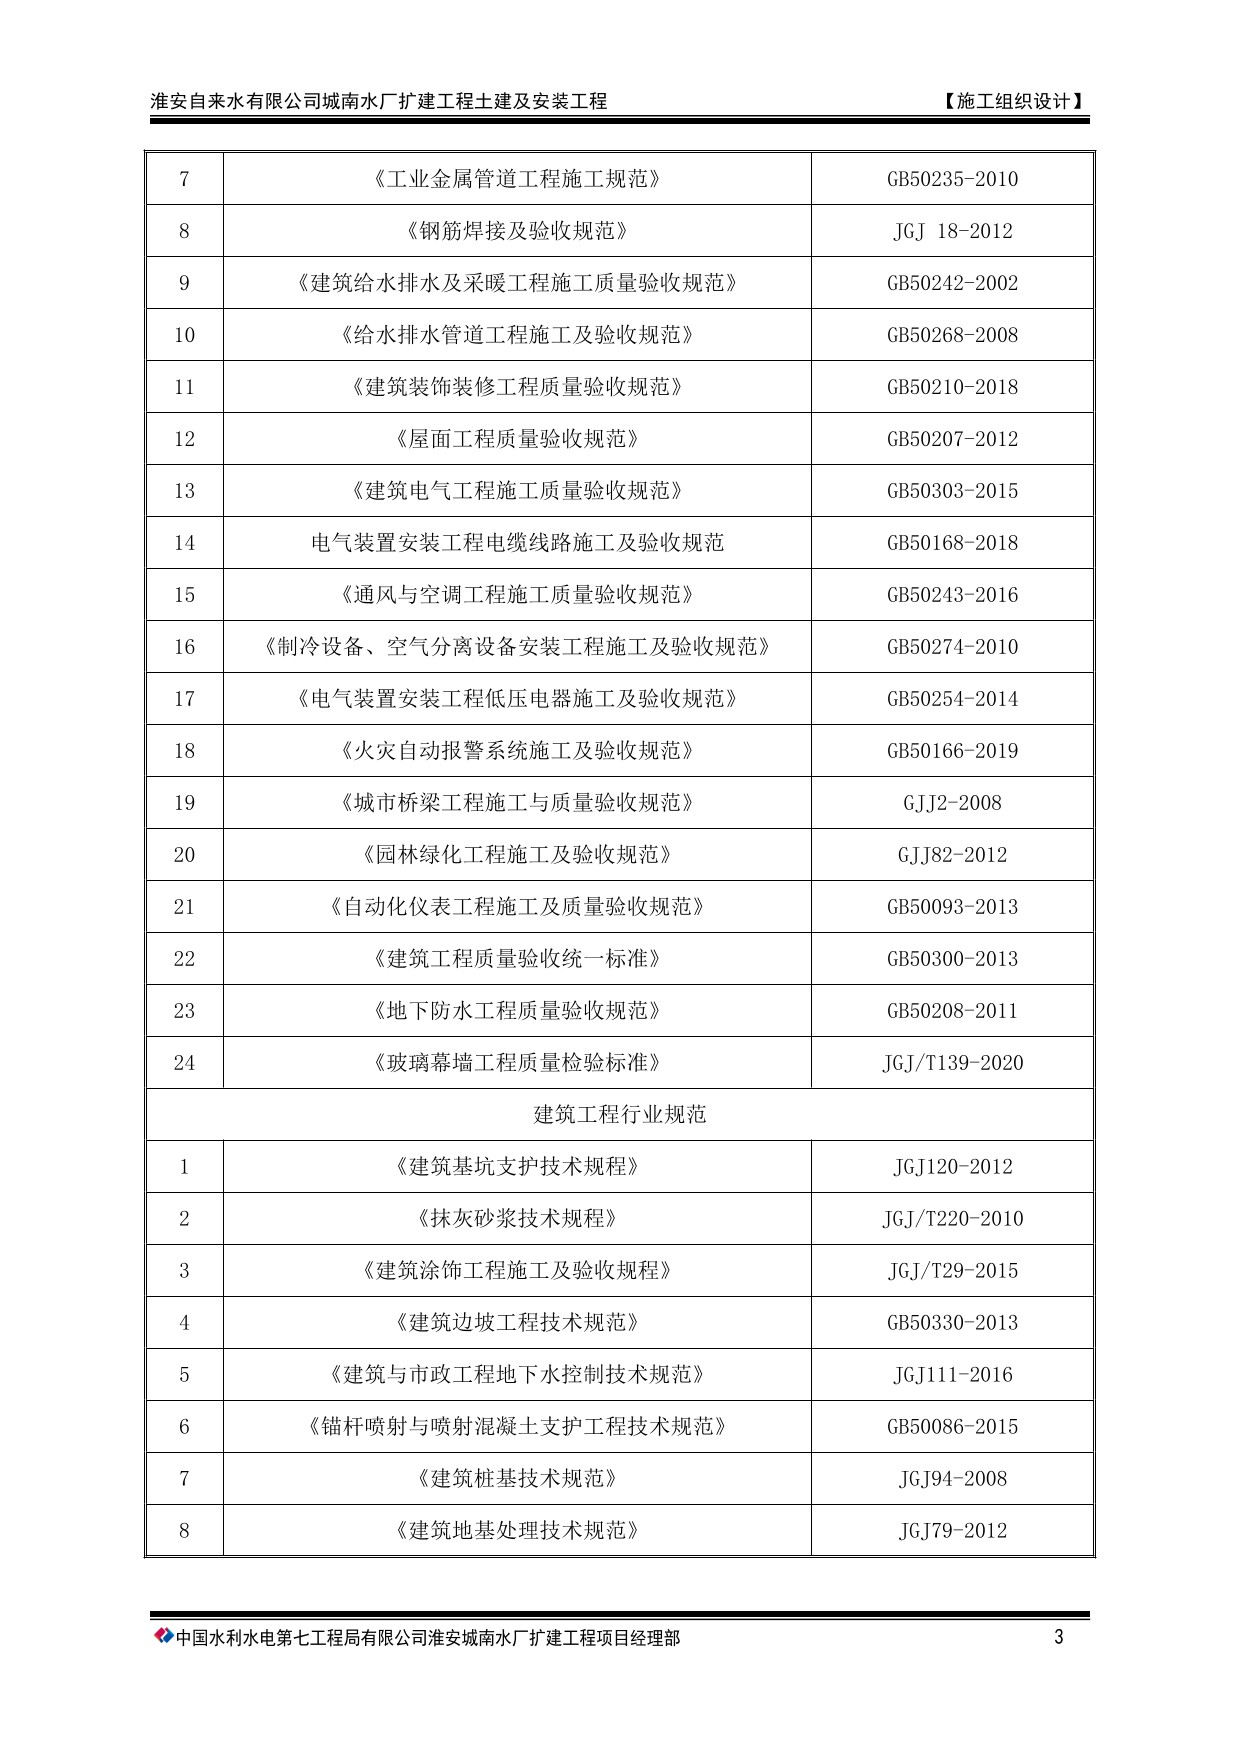 淮安自来水有限公司城南水厂扩建工程土建及安装工程 【施工组织设计】
7 《工业金属管道工程施工规范》 GB50235-2010
8 《钢筋焊接及验收规范》 JGJ 18-2012
9 《建筑给水排水及采暖工程施工质量验收规范》 GB50242-2002
10 《给水排水管道工程施工及验收规范》 GB50268-2008
11 《建筑装饰装修工程质量验收规范》 GB50210-2018
12 《屋面工程质量验收规范》 GB50207-2012
13 《建筑电气工程施工质量验收规范》 GB50303-2015
14 电气装置安装工程电缆线路施工及验收规范 GB50168-2018
15 《通风与空调工程施工质量验收规范》 GB50243-2016
16 《制冷设备、空气分离设备安装工程施工及验收规范》 GB50274-2010
17 《电气装置安装工程低压电器施工及验收规范》 GB50254-2014
18 《火灾自动报警系统施工及验收规范》 GB50166-2019
19 《城市桥梁工程施工与质量验收规范》 GJJ2-2008
20 《园林绿化工程施工及验收规范》 GJJ82-2012
21 《自动化仪表工程施工及质量验收规范》 GB50093-2013
22 《建筑工程质量验收统一标准》 GB50300-2013
23 《地下防水工程质量验收规范》 GB50208-2011
24 《玻璃幕墙工程质量检验标准》 JGJ/T139-2020
建筑工程行业规范
1 《建筑基坑支护技术规程》 JGJ120-2012
2 《抹灰砂浆技术规程》 JGJ/T220-2010
3 《建筑涂饰工程施工及验收规程》 JGJ/T29-2015
4 《建筑边坡工程技术规范》 GB50330-2013
5 《建筑与市政工程地下水控制技术规范》 JGJ111-2016
6 《锚杆喷射与喷射混凝土支护工程技术规范》 GB50086-2015
7 《建筑桩基技术规范》 JGJ94-2008
8 《建筑地基处理技术规范》 JGJ79-2012
中国水利水电第七工程局有限公司淮安城南水厂扩建工程项目经理部 3